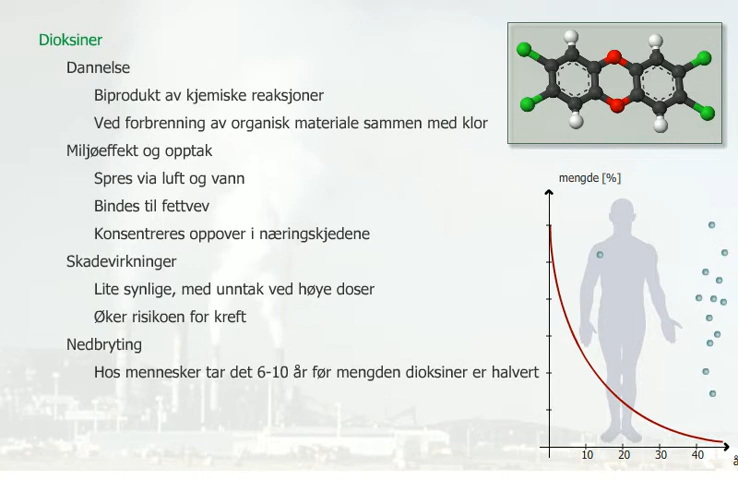 Dioksiner
Dannelse
Biprodukt av kjemiske reaksjoner
Ved forbrenning av organisk materiale sammen med klor
Miljøeffekt og opptak
Spres via luft og vann
Bindes til fettvev
Konsentreres oppover i næringskjedene
Skadevirkninger
Lite synlige, med unntak ved høye doser
Øker risikoen for kreft
Nedbryting
Hos mennesker tar det 6-10 år før mengden dioksiner er halvert
mengde [%]
10 20 30 40